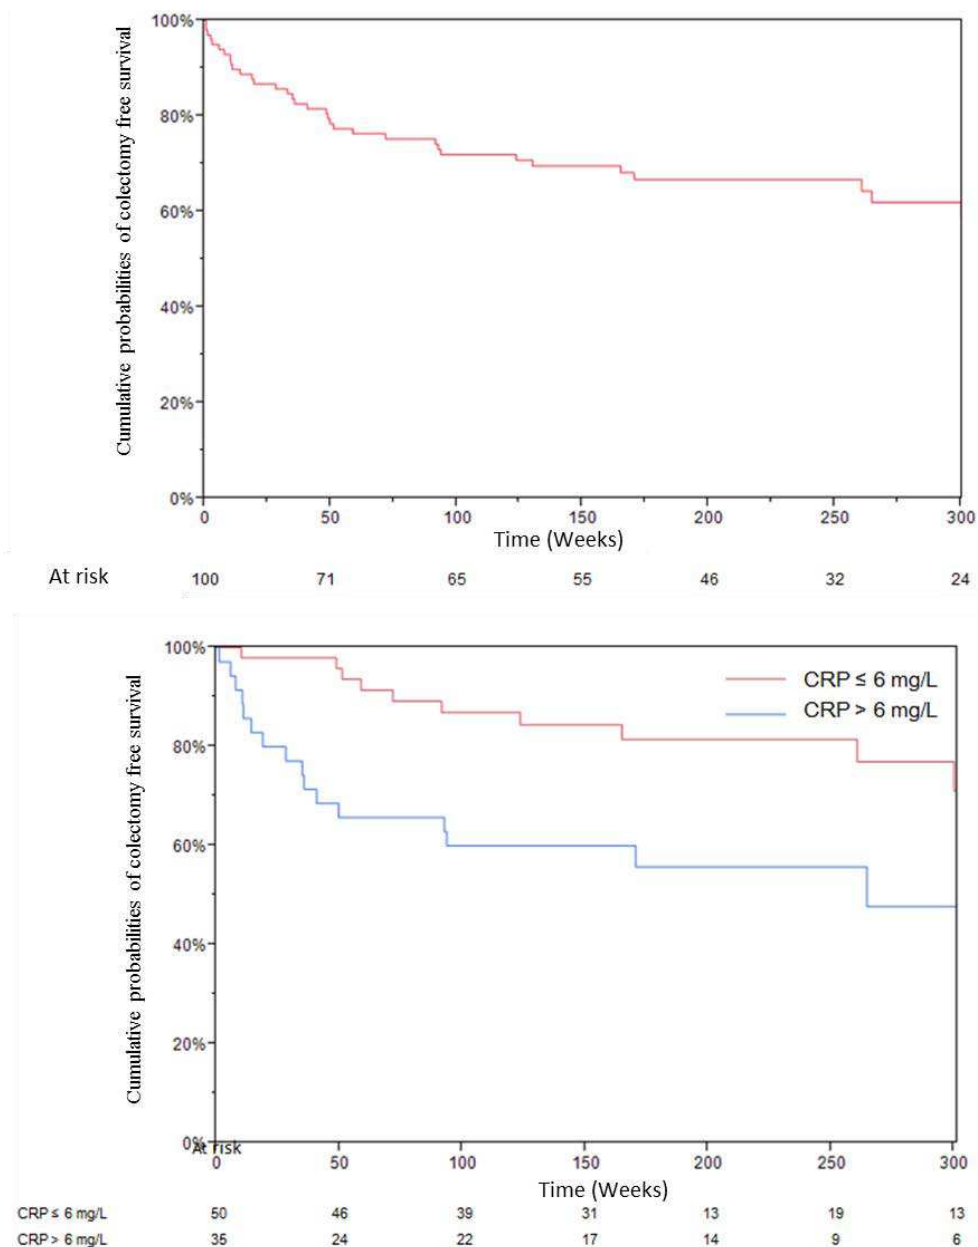 Cumulative probabilities of colectomy free survival
100%
80%
60%
40%
20%
0%
0 50 100 150 200 250 300
Time (Weeks)
At risk 100 71 65 55 46 32 24
Cumulative probabilities of colectomy free survival
100%
80%
60%
40%
20%
0%
CRP ≤ 6 mg/L
CRP > 6 mg/L
At risk
0 50 100 150 200 250 300
Time (Weeks)
CRP ≤ 6 mg/L 50 46 39 31 13 19 13
CRP > 6 mg/L 35 24 22 17 14 9 6